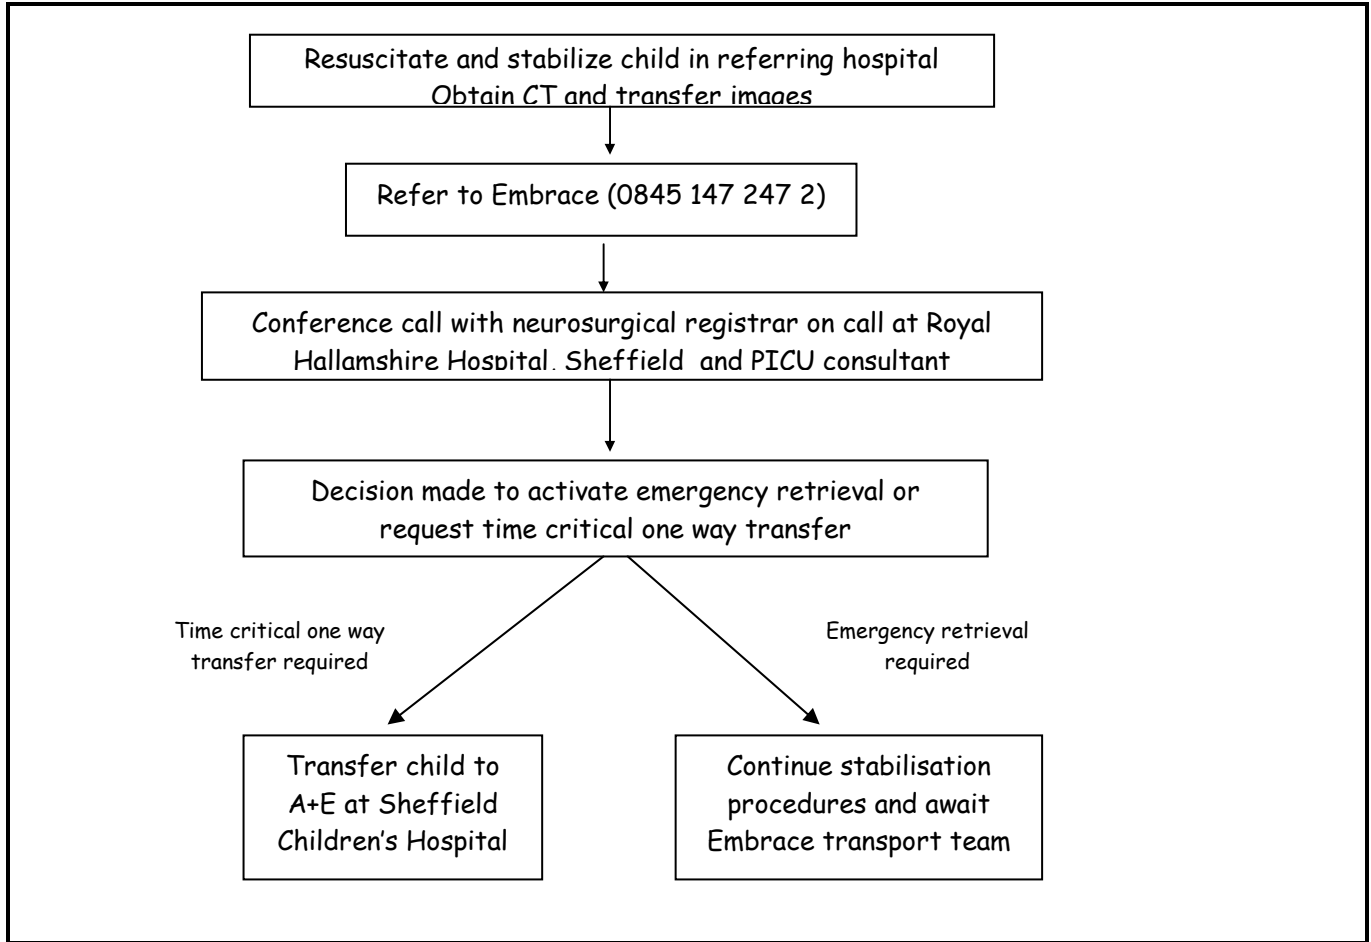 Resuscitate and stabilize child in referring hospital
Obtain CT and transfer images
Refer to Embrace (0845 147 247 2)
Conference call with neurosurgical registrar on call at Royal
Hallamshire Hospital, Sheffield  and PICU consultant
Decision made to activate emergency retrieval or
request time critical one way transfer
Time critical one way
transfer required
Emergency retrieval
required
Transfer child to
A+E at Sheffield
Children's Hospital
Continue stabilisation
procedures and await
Embrace transport team